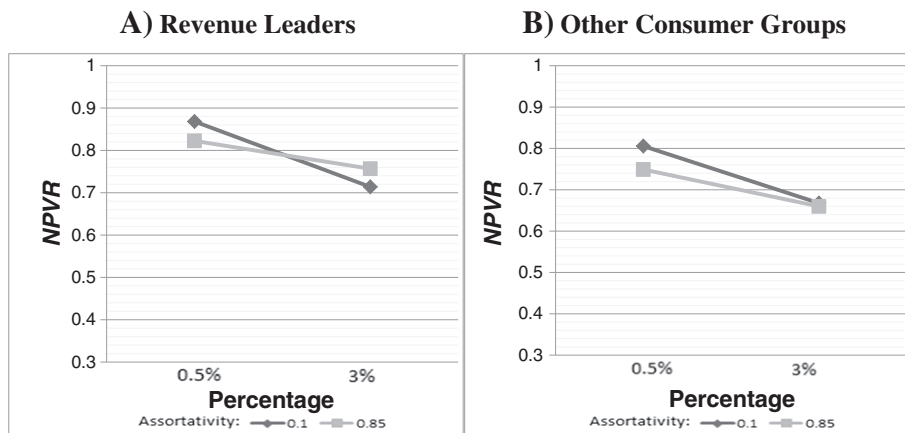 A) Revenue Leaders
NPVR
1
0.9
0.8
0.7
0.6
0.5
0.4
0.3
0.5%
3%
Percentage
Assortativity: 0.1 0.85
B) Other Consumer Groups
NPVR
1
0.9
0.8
0.7
0.6
0.5
0.4
0.3
0.5%
3%
Percentage
Assortativity: 0.1 0.85